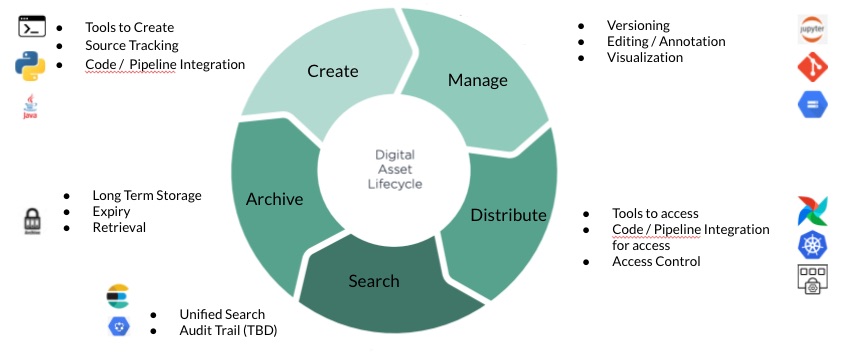 Tools to Create
Source Tracking
Code / Pipeline Integration
Java
Create
Manage
Versioning
Editing / Annotation
Visualization
jupyter
Digital
Asset
Lifecycle
Archive
Long Term Storage
Expiry
Retrieval
Distribute
Tools to access
Code / Pipeline Integration
for access
Access Control
Search
Unified Search
Audit Trail (TBD)